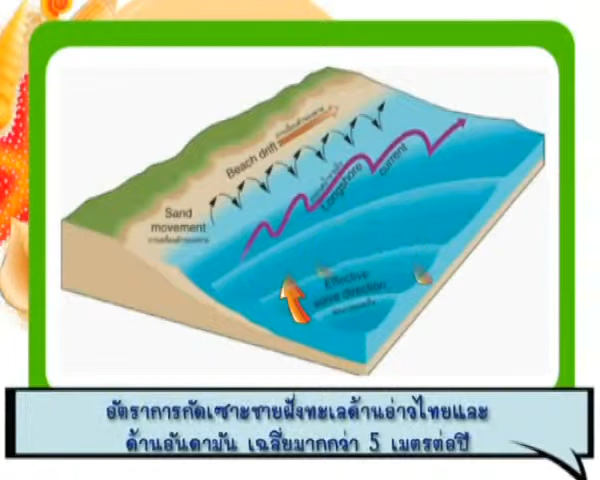 Beach drift
Sand
movement
Longshore
current
Effective
wave direction
อัตราการกัดเซาะชายฝั่งทะเลด้านอ่าวไทยและ
ด้านอันดามัน เฉลี่ยมากกว่า 5 เมตรต่อปี